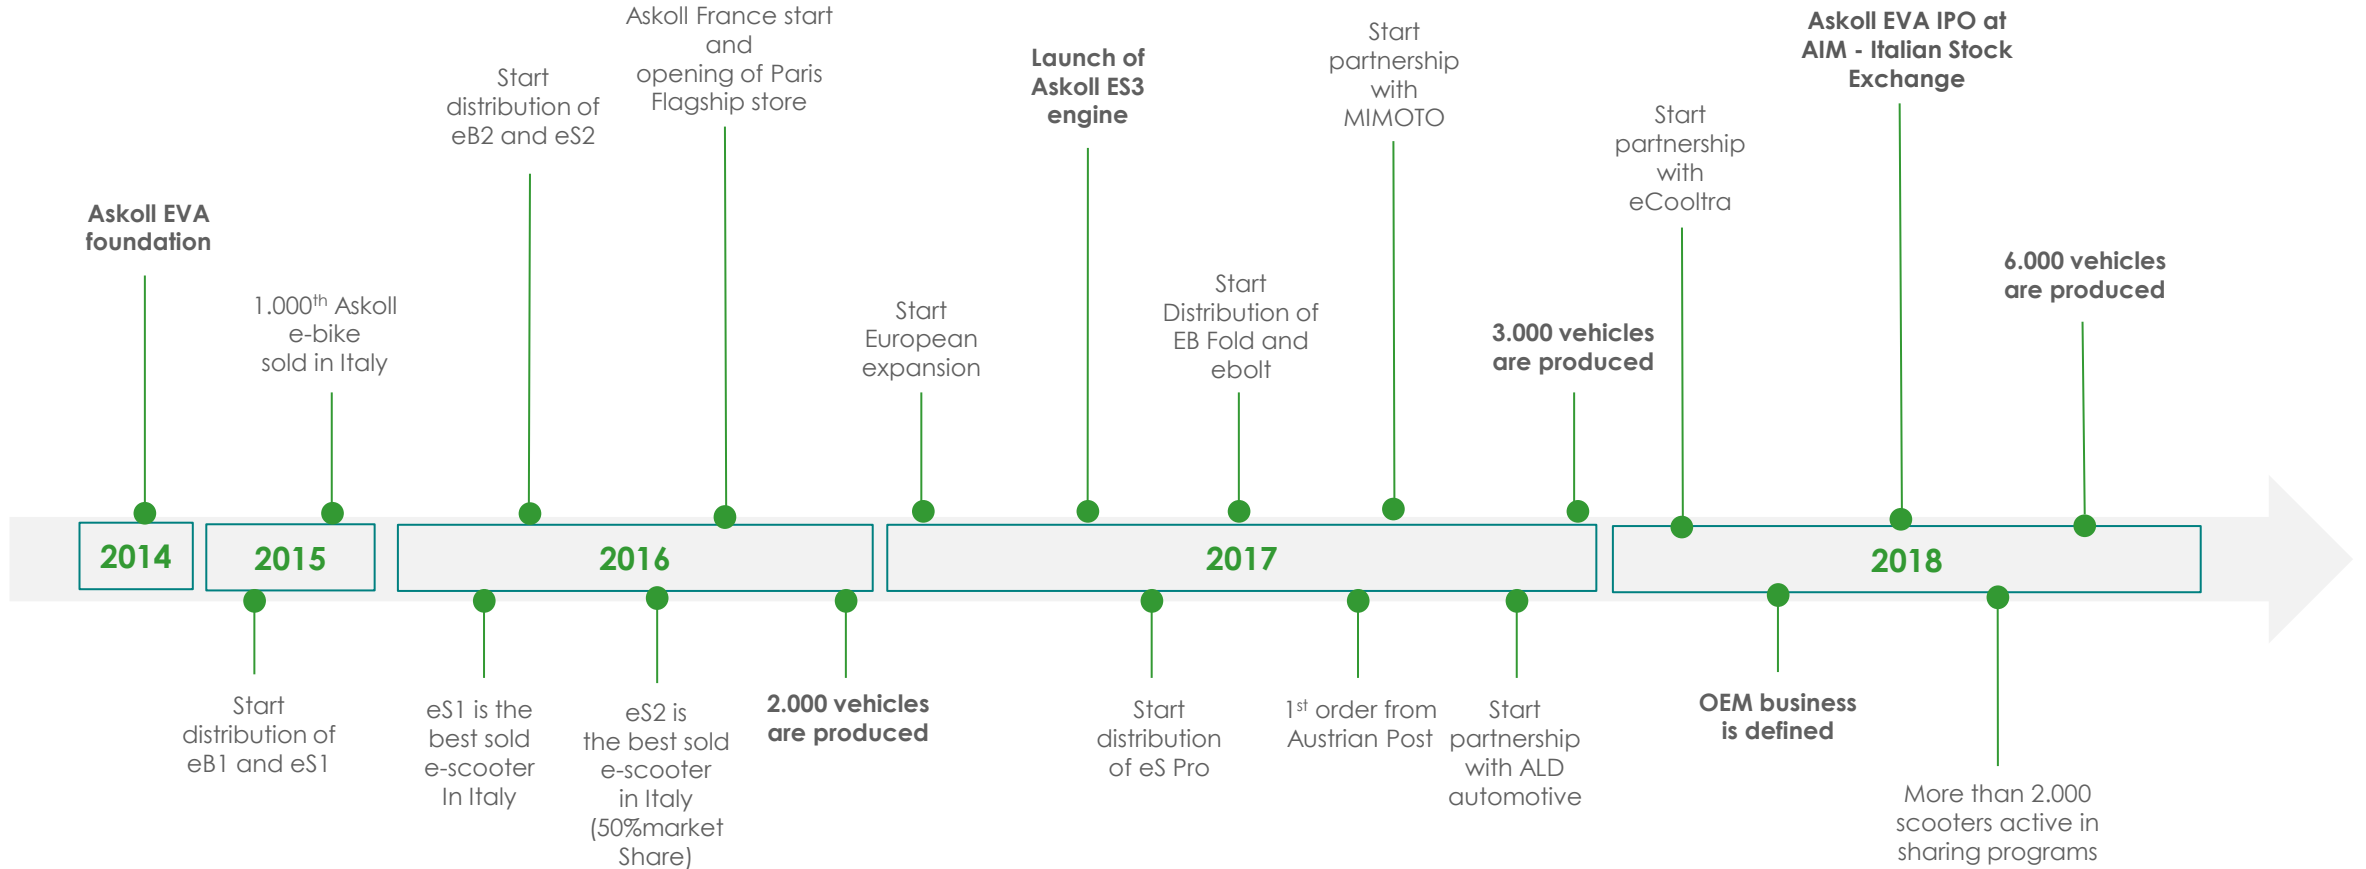 Askoll EVA
foundation
1.000th Askoll
e-bike
sold in Italy
Start
distribution of
eB2 and eS2
Askoll France start
and
opening of Paris
Flagship store
Start
European
expansion
Launch of
Askoll ES3
engine
Start
Distribution of
EB Fold and
ebolt
Start
partnership
with
MIMOTO
3.000 vehicles
are produced
Start
partnership
with
eCooltra
Askoll EVA IPO at
AIM - Italian Stock
Exchange
6.000 vehicles
are produced
2014
2015
2016
2017
2018
Start
distribution of
eB1 and eS1
eS1 is the
best sold
e-scooter
In Italy
eS2 is
the best sold
e-scooter
in Italy
(50%market
Share)
2.000 vehicles
are produced
Start
distribution
of eS Pro
1st order from
Austrian Post
Start
partnership
with ALD
automotive
OEM business
is defined
More than 2.000
scooters active in
sharing programs